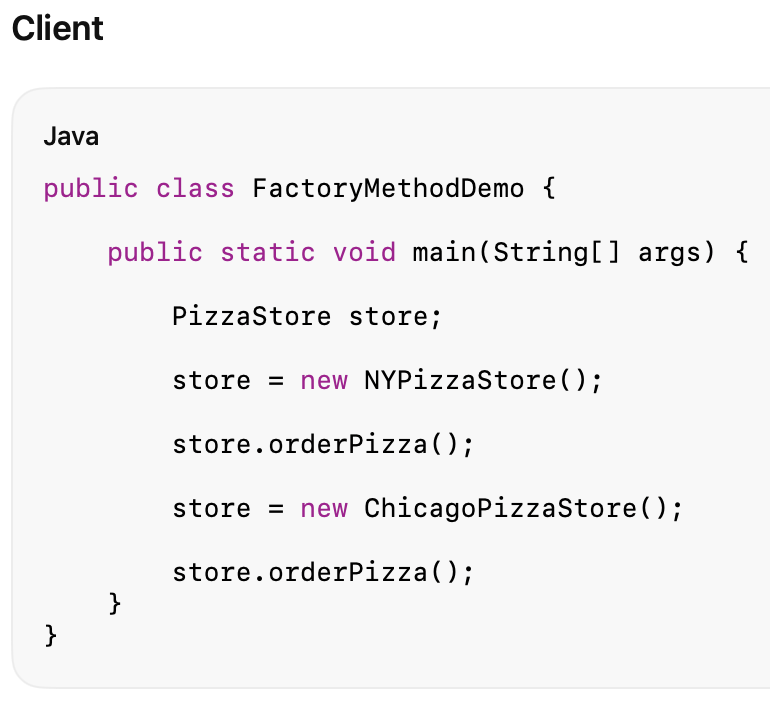 Client
Java
public class FactoryMethodDemo {
public static void main(String[] args) {
PizzaStore store;
store = new NYPizzaStore();
store.orderPizza();
store = new ChicagoPizzaStore();
store.orderPizza();
}
}